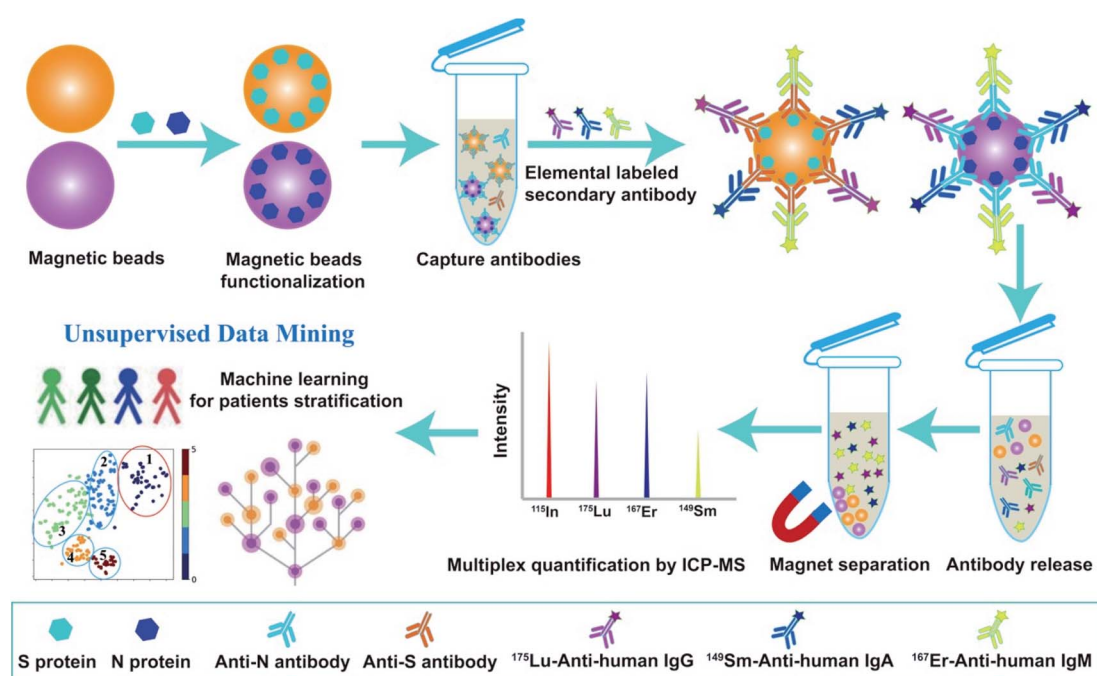 Magnetic beads
Magnetic beads
functionalization
Capture antibodies
Elemental labeled
secondary antibody
Unsupervised Data Mining
Machine learning
for patients stratification
1
2
3
4
5
5
0
Intensity
¹¹⁵In
¹⁷⁵Lu
¹⁶⁷Er
¹⁴⁹Sm
Multiplex quantification by ICP-MS
Magnet separation
Antibody release
S protein
N protein
Anti-N antibody
Anti-S antibody
¹⁷⁵Lu-Anti-human IgG
¹⁴⁹Sm-Anti-human IgA
¹⁶⁷Er-Anti-human IgM